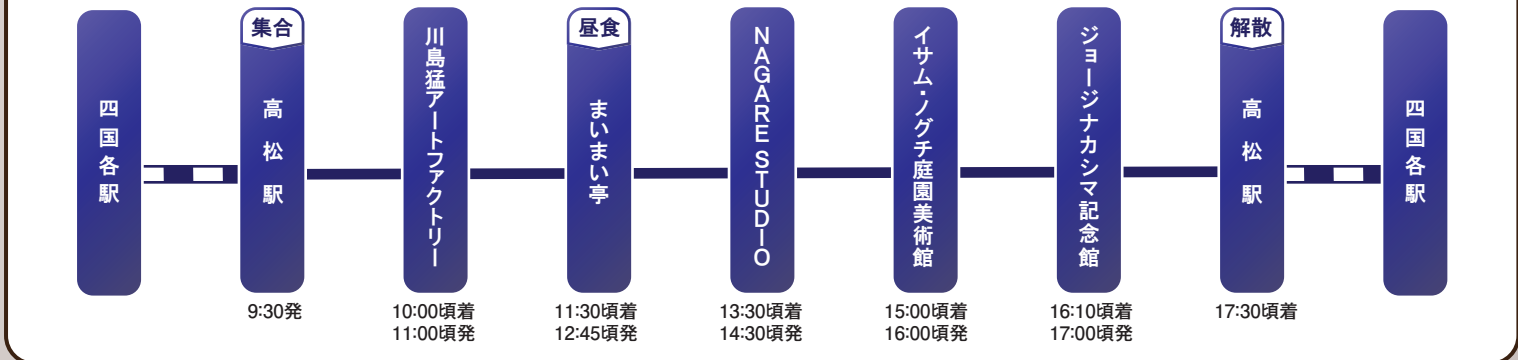 四国各駅
集合
高松駅
9:30発
川島猛アートファクトリー
10:00頃着
11:00頃発
昼食
まいまい亭
11:30頃着
12:45頃発
NAGARE STUDIO
13:30頃着
14:30頃発
イサム・ノグチ庭園美術館
15:00頃着
16:00頃発
ジョージナカシマ記念館
16:10頃着
17:00頃発
解散
高松駅
17:30頃着
四国各駅